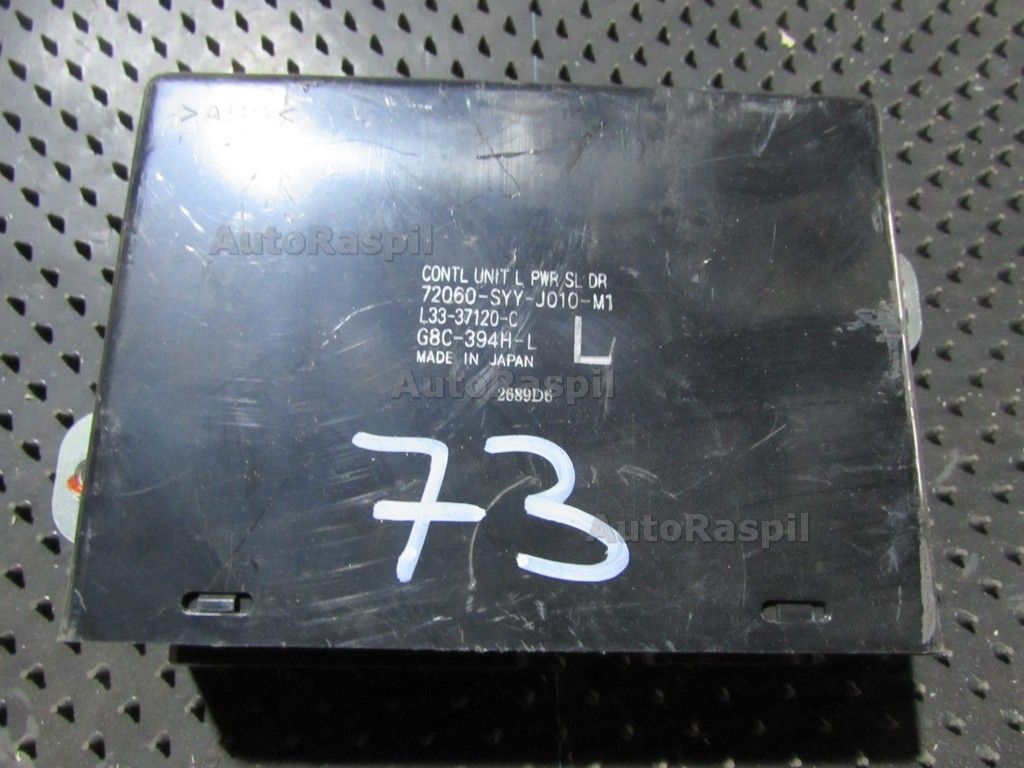 AutoRaspil
CONTL UNIT L PWR SL DR
72060-SYY-J010-M1
L33-37120-C
G8C-394H-L
L
MADE IN JAPAN
AutoRaspil
2689D6
73
AutoRaspil